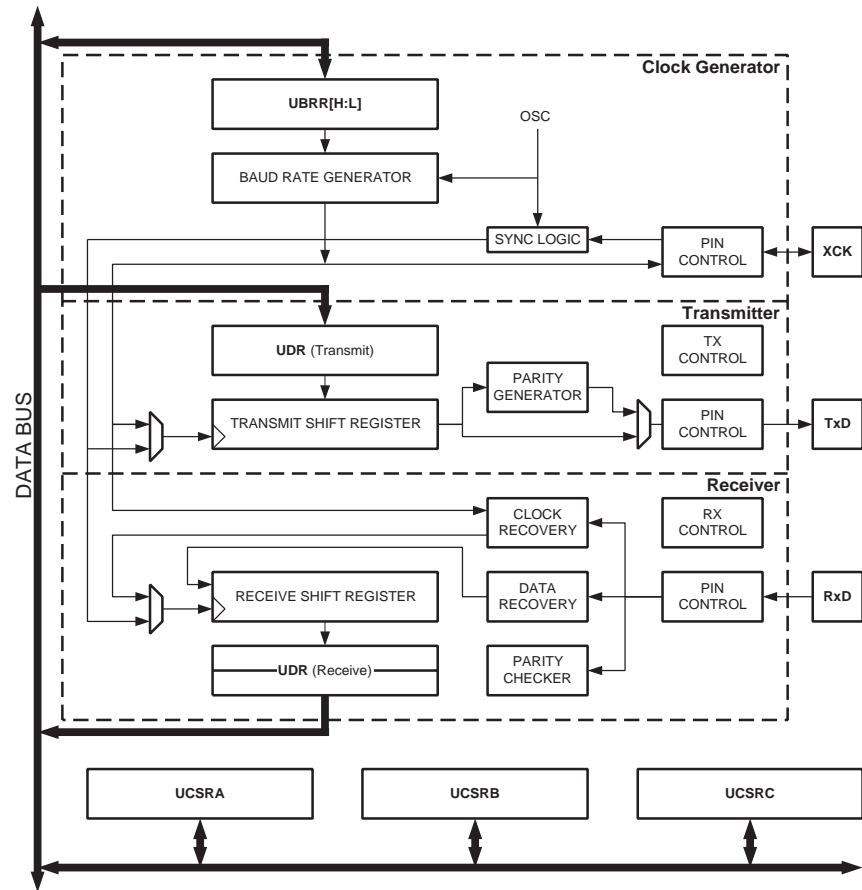 Clock Generator
UBRR[H:L]
OSC
BAUD RATE GENERATOR
SYNC LOGIC
PIN
CONTROL
XCK
Transmitter
UDR (Transmit)
TX
CONTROL
PARITY
GENERATOR
TRANSMIT SHIFT REGISTER
PIN
CONTROL
TxD
DATA BUS
Receiver
CLOCK
RECOVERY
RX
CONTROL
RECEIVE SHIFT REGISTER
DATA
RECOVERY
PIN
CONTROL
RxD
UDR (Receive)
PARITY
CHECKER
UCSRA
UCSRB
UCSRC